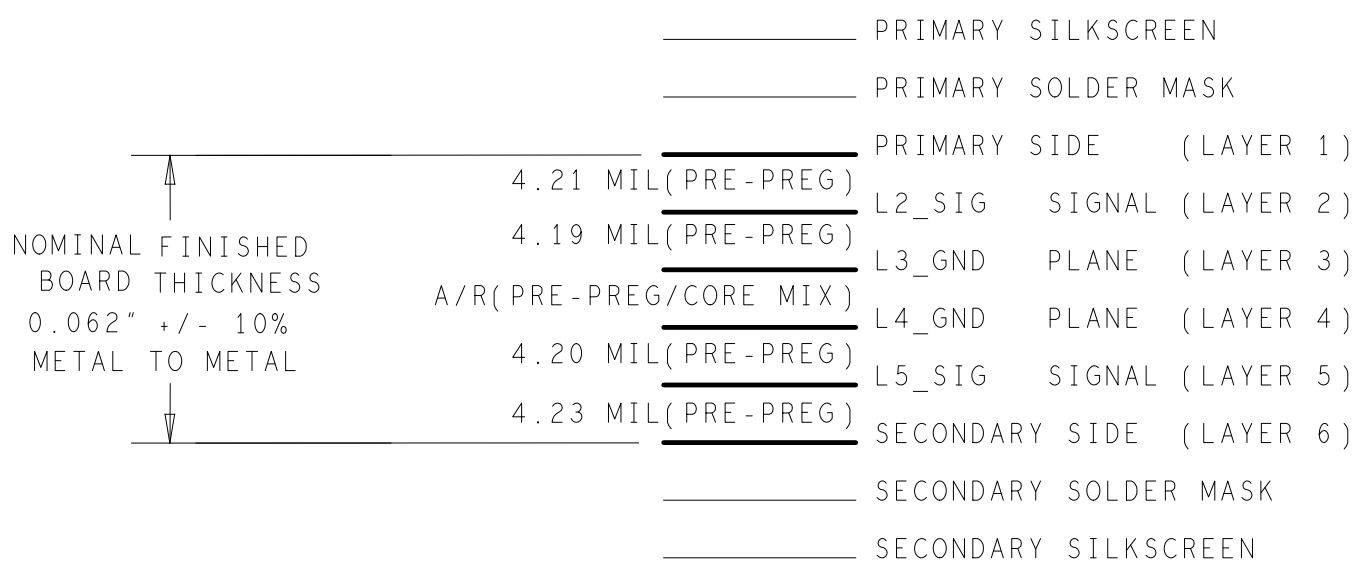 PRIMARY SILKSCREEN
PRIMARY SOLDER MASK
PRIMARY SIDE (LAYER 1)
4.21 MIL(PRE-PREG)
L2_SIG SIGNAL (LAYER 2)
4.19 MIL(PRE-PREG)
L3_GND PLANE (LAYER 3)
A/R(PRE-PREG/CORE MIX)
L4_GND PLANE (LAYER 4)
4.20 MIL(PRE-PREG)
L5_SIG SIGNAL (LAYER 5)
4.23 MIL(PRE-PREG)
SECONDARY SIDE (LAYER 6)
SECONDARY SOLDER MASK
SECONDARY SILKSCREEN
NOMINAL FINISHED
BOARD THICKNESS
0.062" +/- 10%
METAL TO METAL